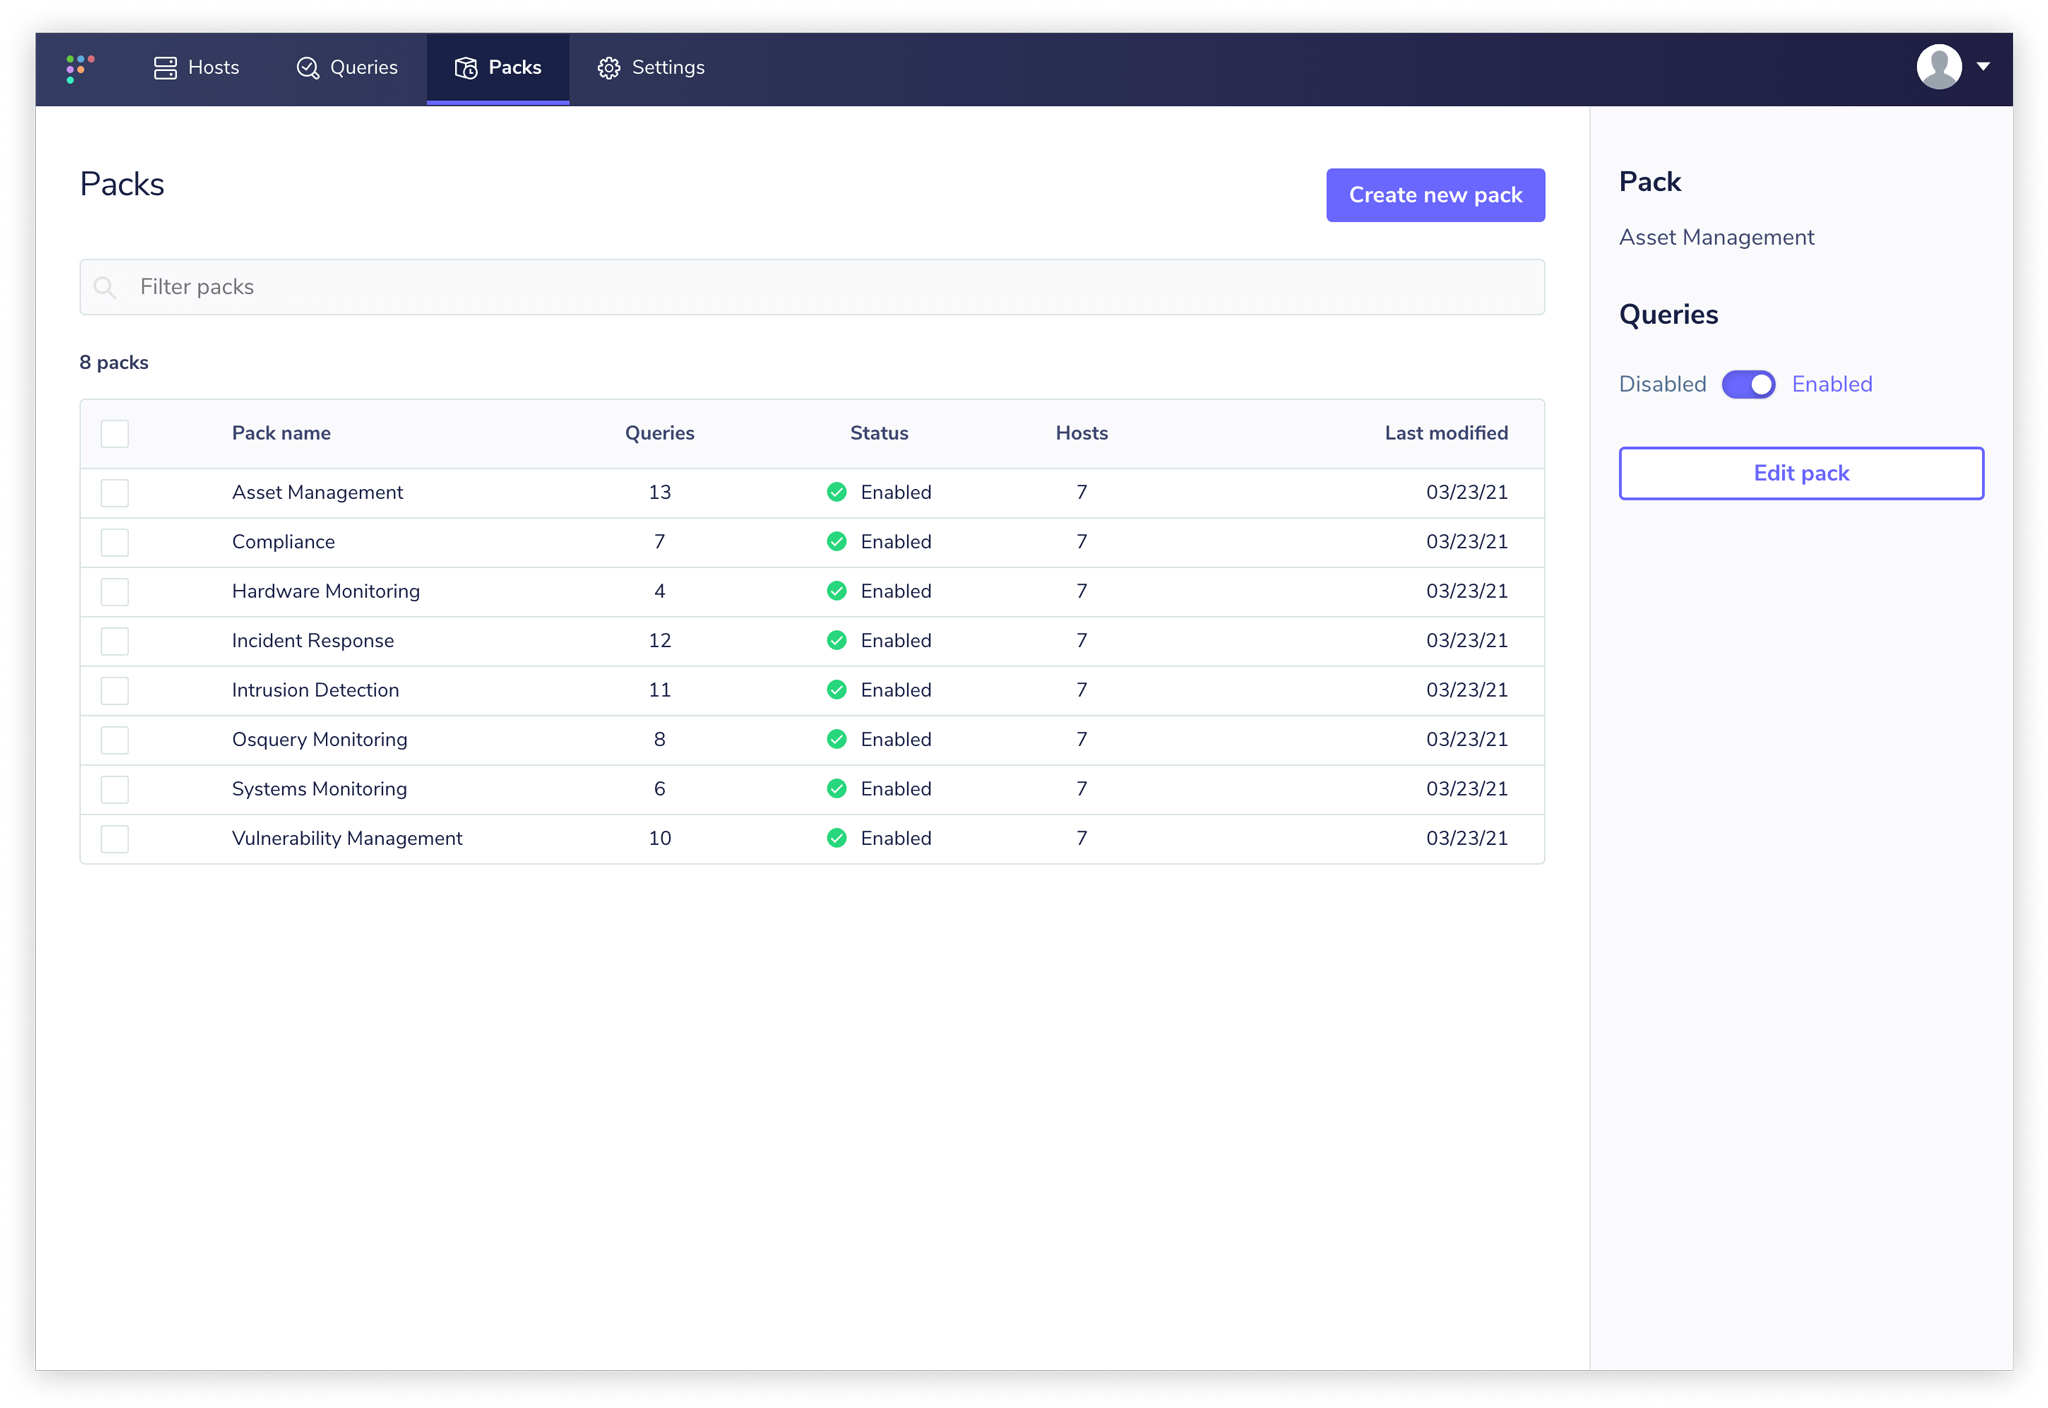 Hosts Queries Packs Settings
Packs
Create new pack
Filter packs
8 packs
Pack name Queries Status Hosts Last modified
Asset Management 13 Enabled 7 03/23/21
Compliance 7 Enabled 7 03/23/21
Hardware Monitoring 4 Enabled 7 03/23/21
Incident Response 12 Enabled 7 03/23/21
Intrusion Detection 11 Enabled 7 03/23/21
Osquery Monitoring 8 Enabled 7 03/23/21
Systems Monitoring 6 Enabled 7 03/23/21
Vulnerability Management 10 Enabled 7 03/23/21
Pack
Asset Management
Queries
Disabled Enabled
Edit pack